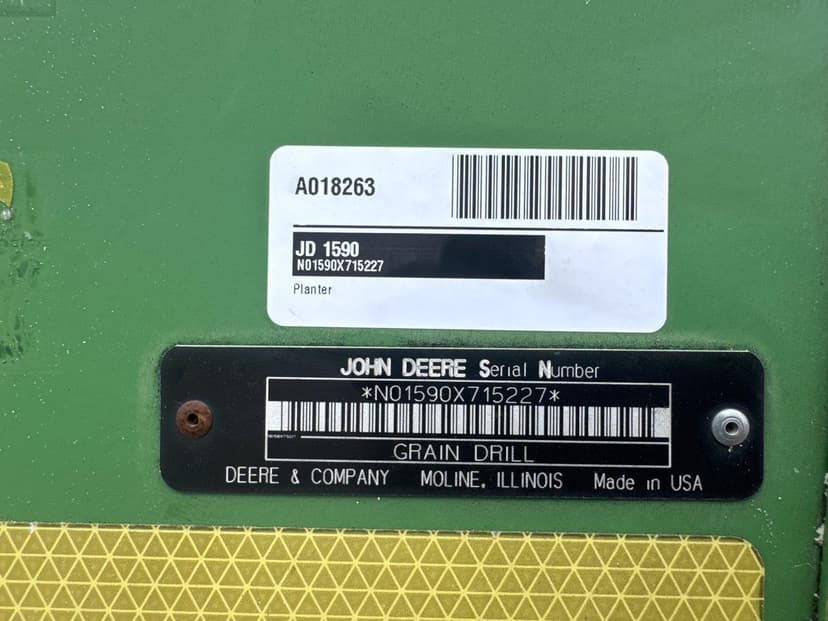 A018263
JD 1590
N01590X715227
Planter
JOHN DEERE Serial Number
*N01590X715227*
GRAIN DRILL
DEERE & COMPANY MOLINE, ILLINOIS Made in USA